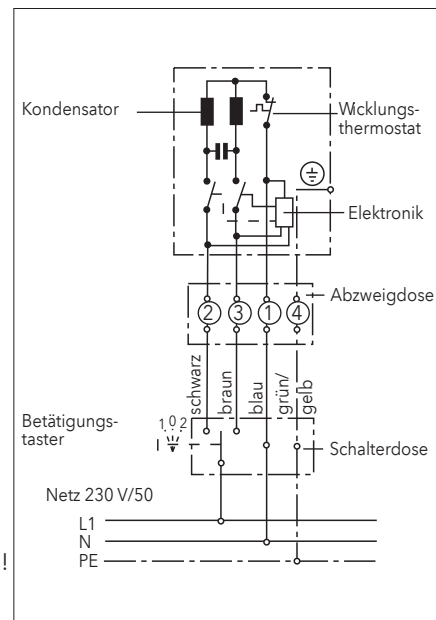 Kondensator
Wicklungs-
thermostat
Elektronik
Abzweigdose
2 3 1 4
schwarz
braun
blau
grün/
gelb
Betätigungs-
taster
1 0 2
Schalterdose
Netz 230 V/50
L1
N
PE
!